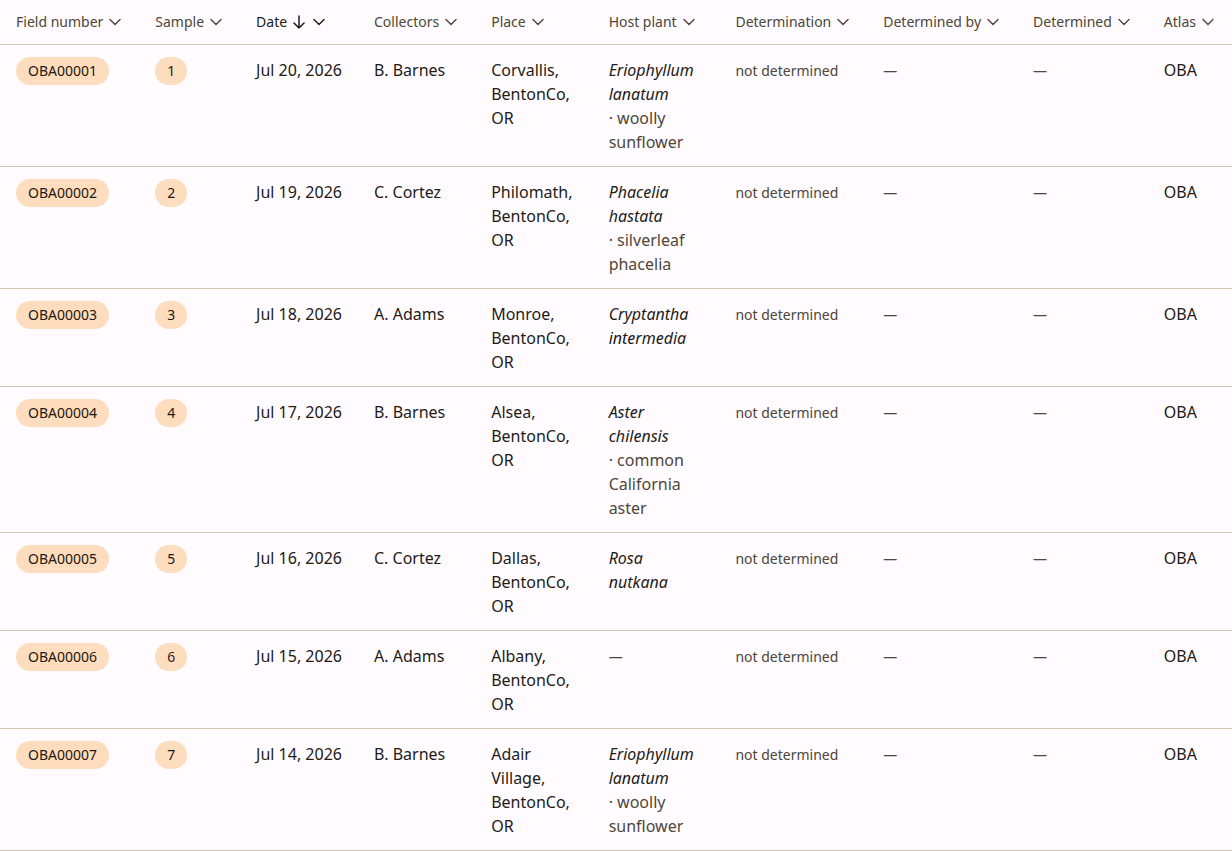 Field number Sample Date Collectors Place Host plant Determination Determined by Determined Atlas
OBA00001 1 Jul 20, 2026 B. Barnes Corvallis, Eriophyllum not determined — — OBA
BentonCo, lanatum
OR · woolly
sunflower
OBA00002 2 Jul 19, 2026 C. Cortez Philomath, Phacelia not determined — — OBA
BentonCo, hastata
OR · silverleaf
phacelia
OBA00003 3 Jul 18, 2026 A. Adams Monroe, Cryptantha not determined — — OBA
BentonCo, intermedia
OR
OBA00004 4 Jul 17, 2026 B. Barnes Alsea, Aster not determined — — OBA
BentonCo, chilensis
OR · common
California
aster
OBA00005 5 Jul 16, 2026 C. Cortez Dallas, Rosa not determined — — OBA
BentonCo, nutkana
OR
OBA00006 6 Jul 15, 2026 A. Adams Albany, — not determined — — OBA
BentonCo,
OR
OBA00007 7 Jul 14, 2026 B. Barnes Adair Eriophyllum not determined — — OBA
Village, lanatum
BentonCo, · woolly
OR sunflower